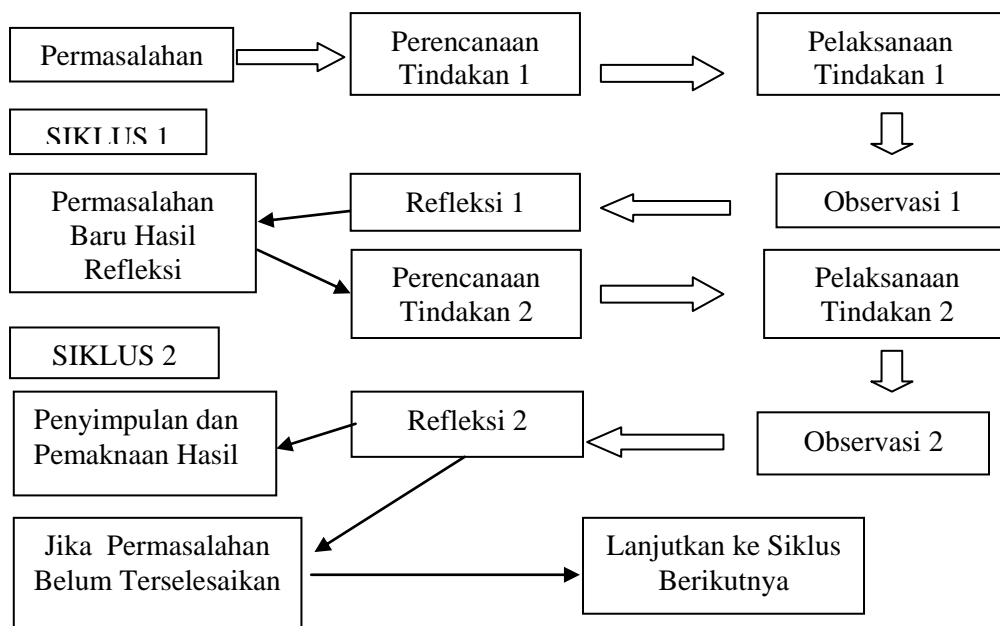 Permasalahan
Perencanaan
Tindakan 1
Pelaksanaan
Tindakan 1
SIKLUS 1
Permasalahan
Baru Hasil
Refleksi
Refleksi 1
Observasi 1
Perencanaan
Tindakan 2
Pelaksanaan
Tindakan 2
SIKLUS 2
Penyimpulan dan
Pemaknaan Hasil
Refleksi 2
Observasi 2
Jika Permasalahan
Belum Terselesaikan
Lanjutkan ke Siklus
Berikutnya